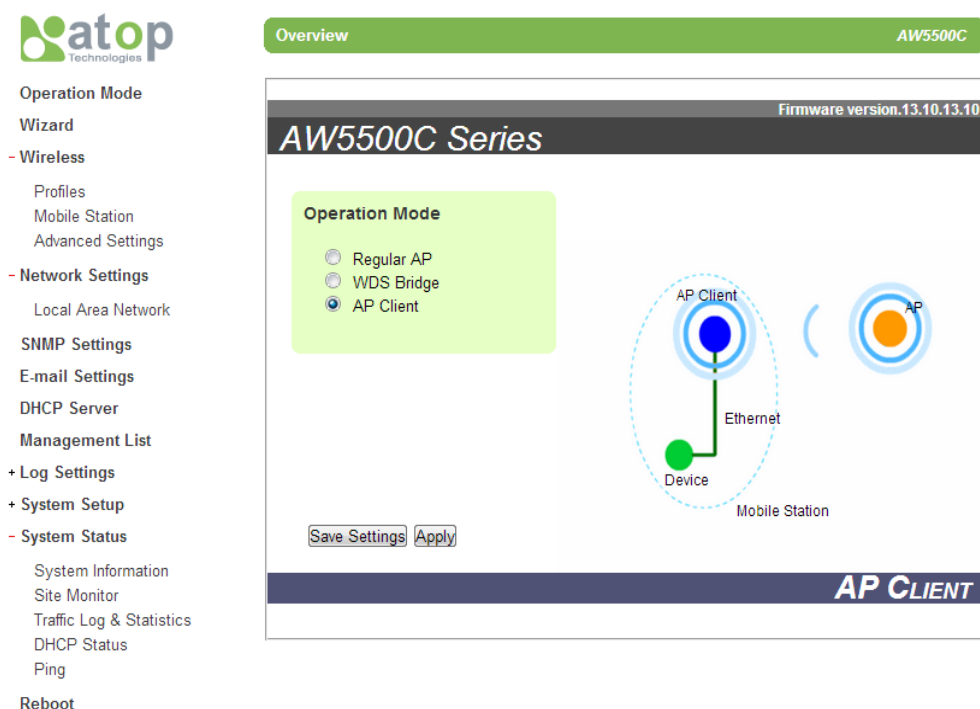 atop
Technologies
Operation Mode
Wizard
- Wireless
Profiles
Mobile Station
Advanced Settings
- Network Settings
Local Area Network
SNMP Settings
E-mail Settings
DHCP Server
Management List
+ Log Settings
+ System Setup
- System Status
System Information
Site Monitor
Traffic Log & Statistics
DHCP Status
Ping
Reboot
Overview AW5500C
Firmware version.13.10.13.10
AW5500C Series
Operation Mode
Regular AP
WDS Bridge
AP Client
Save Settings Apply
AP Client
AP
Ethernet
Device
Mobile Station
AP CLIENT